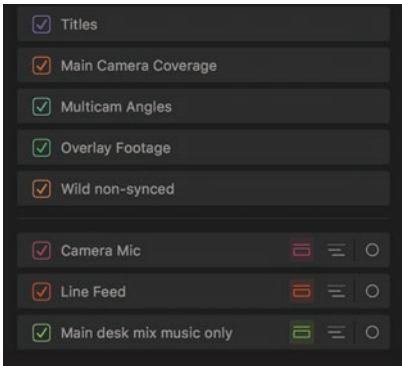 Titles
Main Camera Coverage
Multicam Angles
Overlay Footage
Wild non-synced
Camera Mic
Line Feed
Main desk mix music only